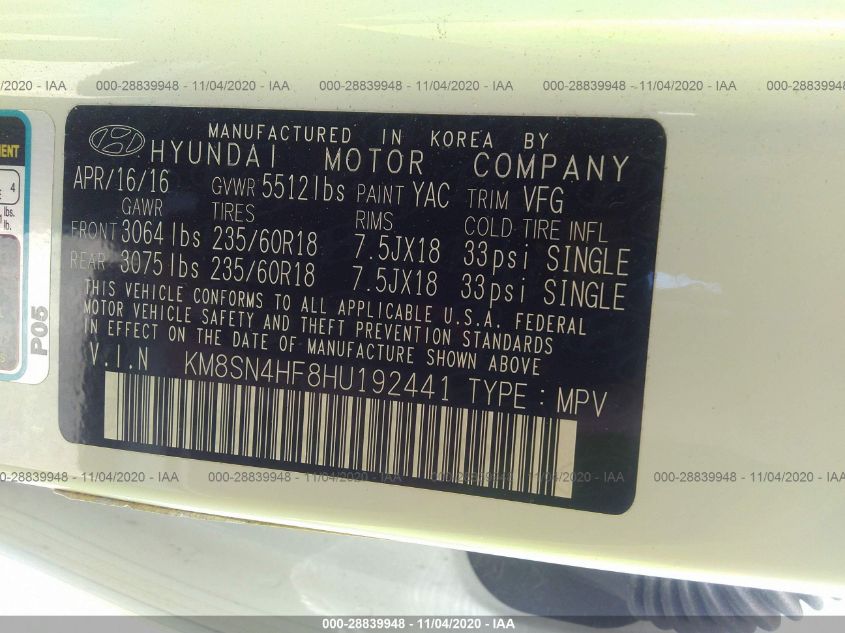 /2020 - IAA 000-28839948 - 11/04/2020 - IAA 000-28839948 - 11/04/2020 - IAA 000-28839948 - 11/04/2020 - IAA 000-2
MENT
4
lbs.
lb.
P05
MANUFACTURED IN KOREA BY
HYUNDAI MOTOR COMPANY
APR/16/16 GVWR 5512lbs PAINT YAC TRIM VFG
GAWR TIRES RIMS COLD TIRE INFL
FRONT 3064lbs 235/60R18 7.5JX18 33psi SINGLE
REAR 3075lbs 235/60R18 7.5JX18 33psi SINGLE
THIS VEHICLE CONFORMS TO ALL APPLICABLE U.S.A. FEDERAL
MOTOR VEHICLE SAFETY AND THEFT PREVENTION STANDARDS
IN EFFECT ON THE DATE OF MANUFACTURE SHOWN ABOVE
V.I.N KM8SN4HF8HU192441 TYPE : MPV
000-28839948 - 11/04/2020 - IAA 000-28839948 - 11/04/2020 - IAA 000-28839948 - 11/04/2020 - IAA
000-28839948 - 11/04/2020 - IAA